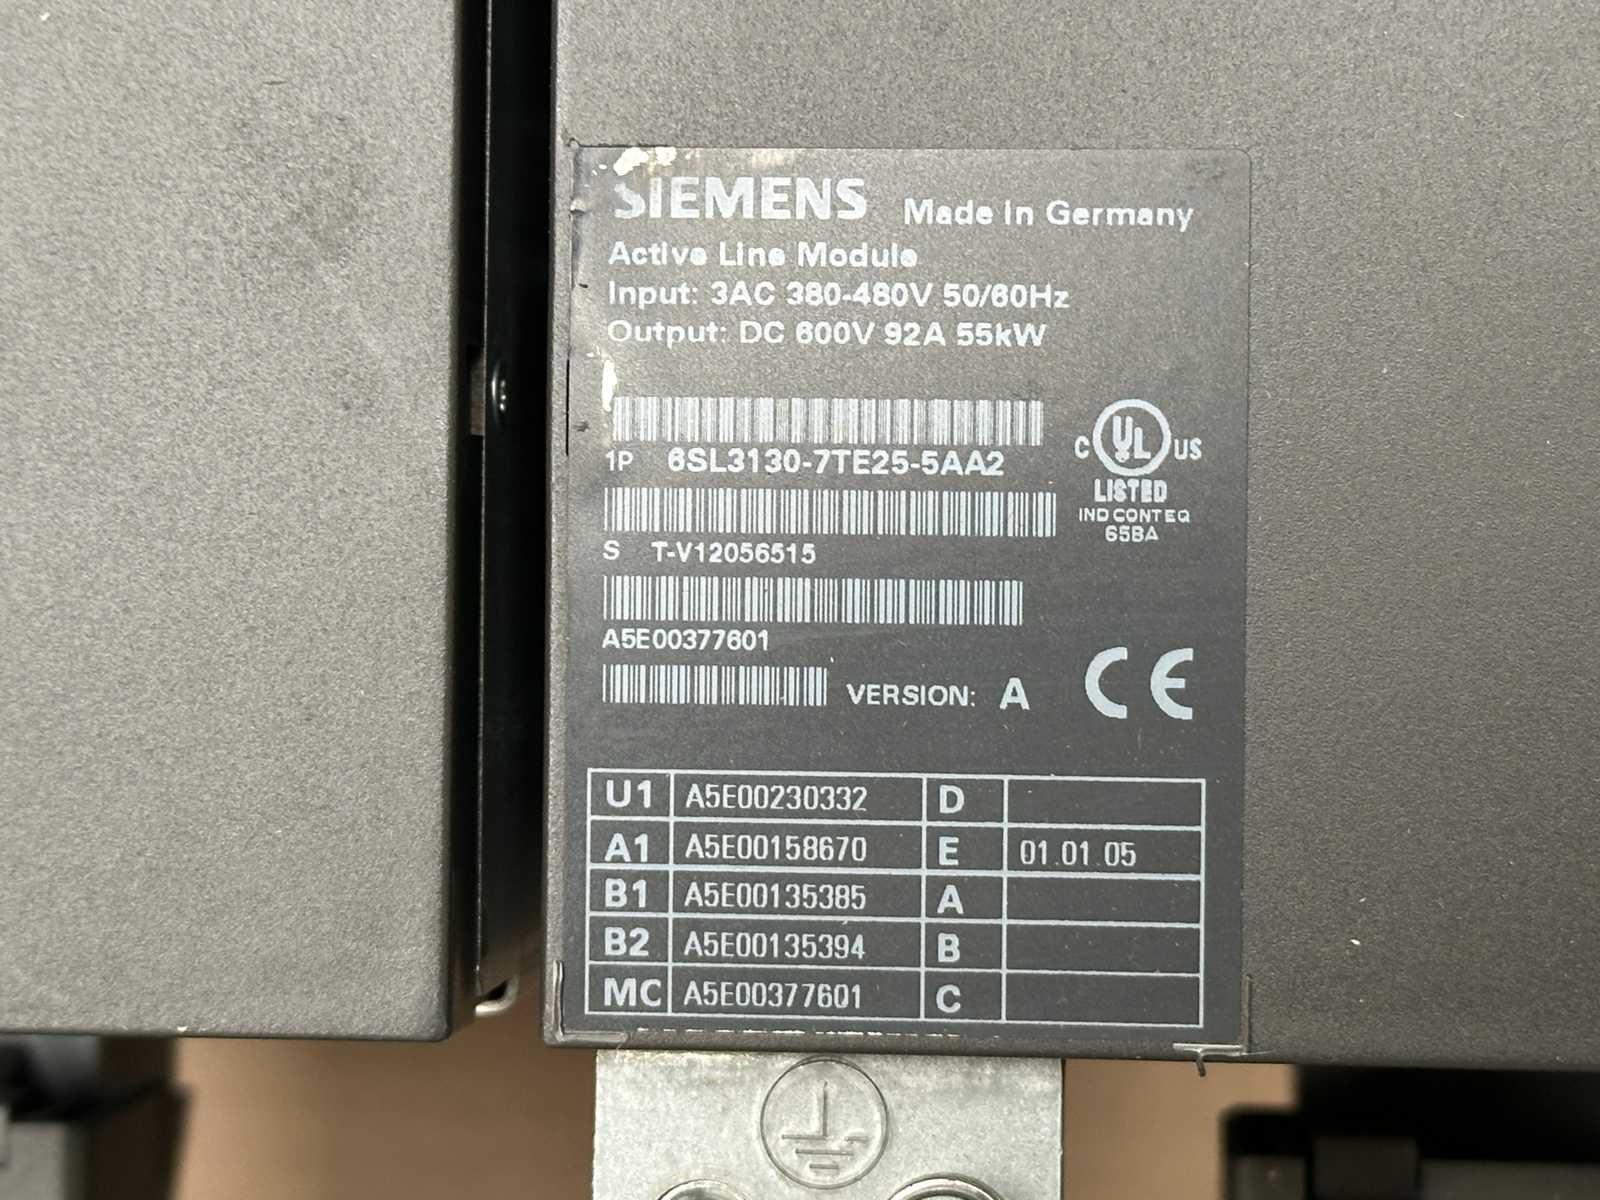 SIEMENS Made in Germany
Active Line Module
Input: 3AC 380-480V 50/60Hz
Output: DC 600V 92A 55kW
1P 6SL3130-7TE25-5AA2
C UL US
LISTED
IND CONT EQ
65BA
S T-V12056515
A5E00377601
VERSION: A
CE
U1 A5E00230332 D
A1 A5E00158670 E 01.01.05
B1 A5E00135385 A
B2 A5E00135394 B
MC A5E00377601 C